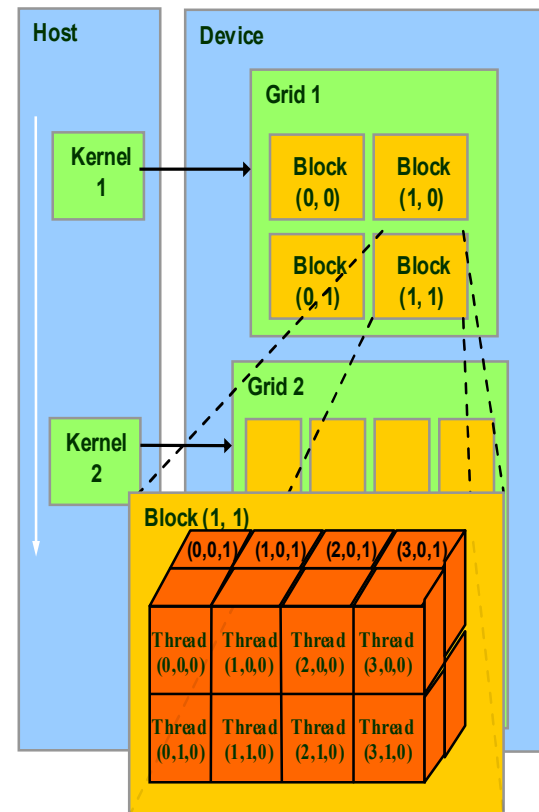 Host
Device
Grid 1
Kernel
1
Block
(0, 0)
Block
(1, 0)
Block
(0, 1)
Block
(1, 1)
Grid 2
Kernel
2
Block (1, 1)
(0,0,1)
(1,0,1)
(2,0,1)
(3,0,1)
Thread
(0,0,0)
Thread
(1,0,0)
Thread
(2,0,0)
Thread
(3,0,0)
Thread
(0,1,0)
Thread
(1,1,0)
Thread
(2,1,0)
Thread
(3,1,0)